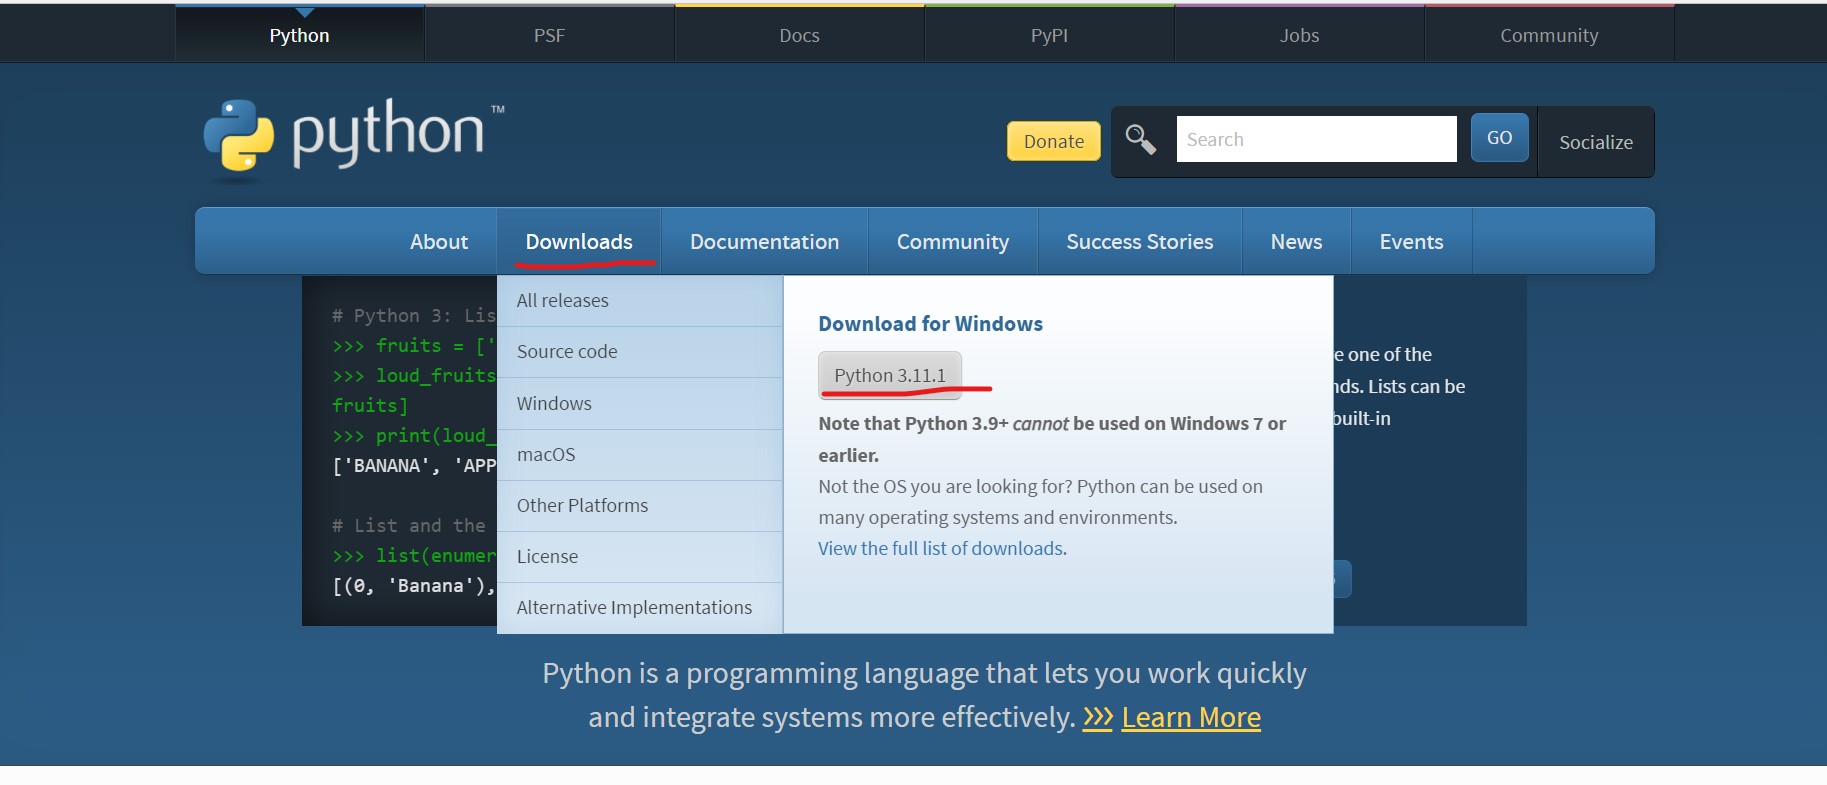 Python
PSF
Docs
PyPI
Jobs
Community
python™
Donate
Search
GO
Socialize
About
Downloads
Documentation
Community
Success Stories
News
Events
# Python 3: Lis
>>> fruits = ['
>>> loud_fruits
fruits]
>>> print(loud_
['BANANA', 'APP
# List and the
>>> list(enumer
[(0, 'Banana'),
All releases
Source code
Windows
macOS
Other Platforms
License
Alternative Implementations
Download for Windows
Python 3.11.1
Note that Python 3.9+ cannot be used on Windows 7 or
earlier.
Not the OS you are looking for? Python can be used on
many operating systems and environments.
View the full list of downloads.
e one of the
nds. Lists can be
built-in
Python is a programming language that lets you work quickly
and integrate systems more effectively. >>> Learn More